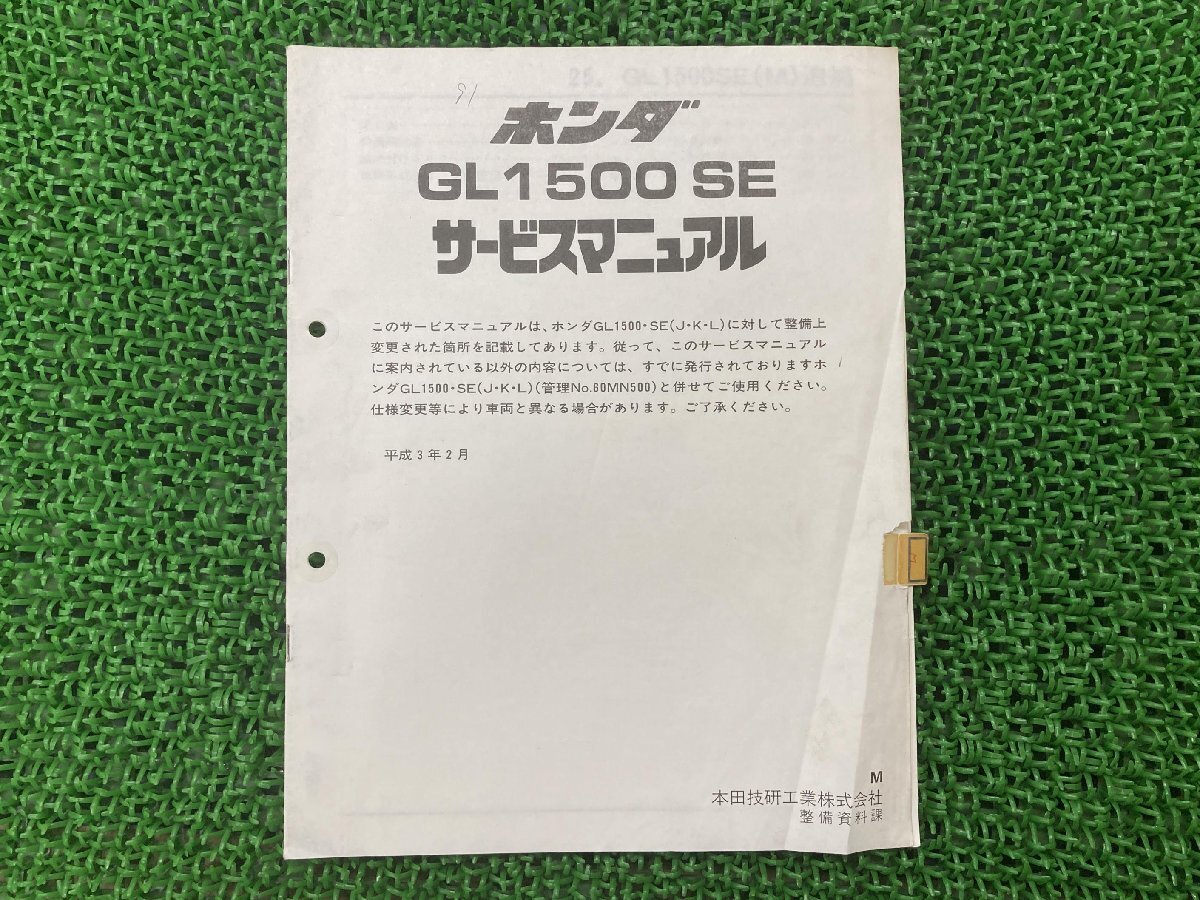 91
ホンダ
GL1500 SE
サービスマニュアル
このサービスマニュアルは、ホンダGL1500・SE(J・K・L)に対して整備上
変更された箇所を記載してあります。従って、このサービスマニュアル
に案内されている以外の内容については、すでに発行されておりますホ
ンダGL1500・SE(J・K・L)(管理No.60MN500)と併せてご使用ください。
仕様変更等により車両と異なる場合があります。ご了承ください。
平成3年2月
M
本田技研工業株式会社
整備資料課